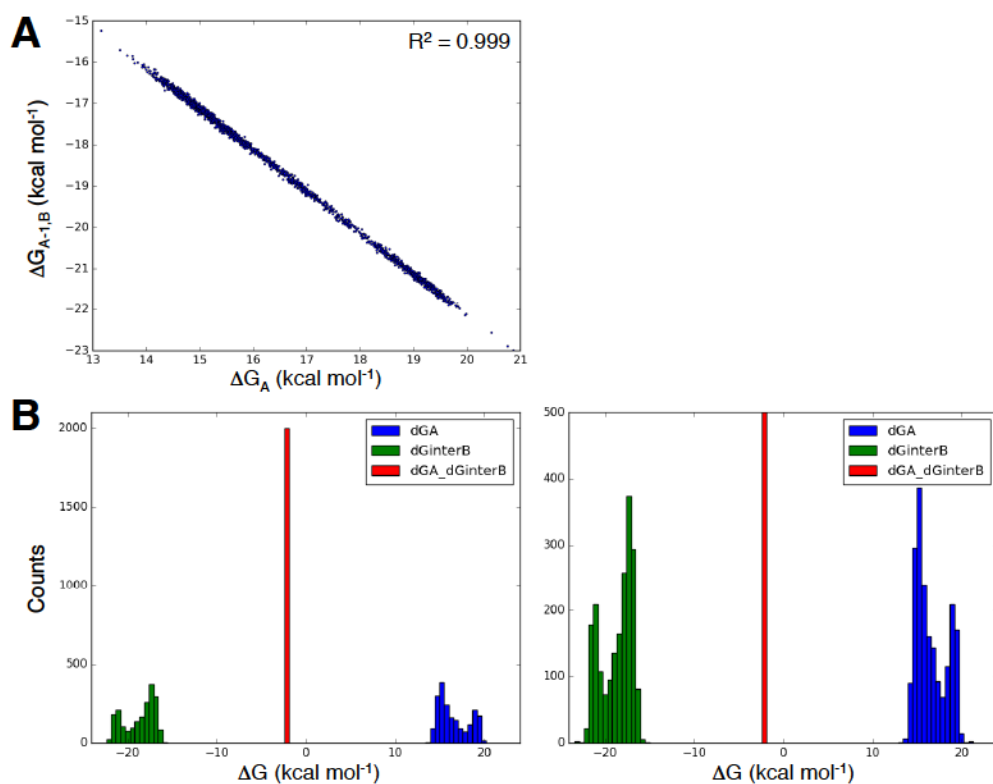 A
R² = 0.999
−15
−16
−17
−18
−19
−20
−21
−22
−23
ΔG_A-1,B (kcal mol⁻¹)
13 14 15 16 17 18 19 20 21
ΔG_A (kcal mol⁻¹)
B
2000
1500
1000
500
0
Counts
dGA
dGinterB
dGA_dGinterB
−20 −10 0 10 20
ΔG (kcal mol⁻¹)
500
400
300
200
100
0
dGA
dGinterB
dGA_dGinterB
−20 −10 0 10 20
ΔG (kcal mol⁻¹)